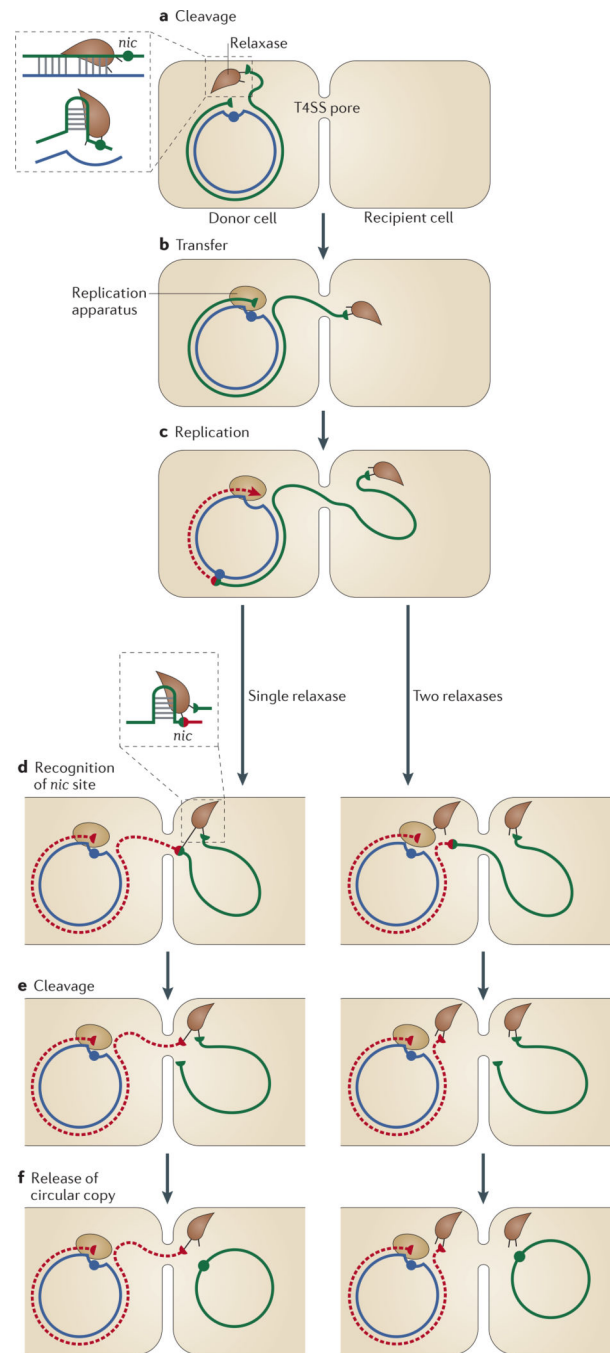 a Cleavage
nic
Relaxase
T4SS pore
Donor cell
Recipient cell
b Transfer
Replication
apparatus
c Replication
Single relaxase
Two relaxases
nic
d Recognition
of nic site
e Cleavage
f Release of
circular copy